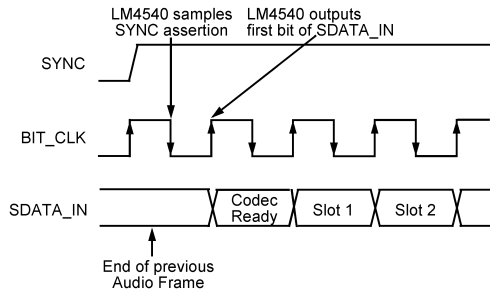 LM4540 samples
SYNC assertion
LM4540 outputs
first bit of SDATA_IN
SYNC
BIT_CLK
SDATA_IN
Codec
Ready
Slot 1
Slot 2
End of previous
Audio Frame